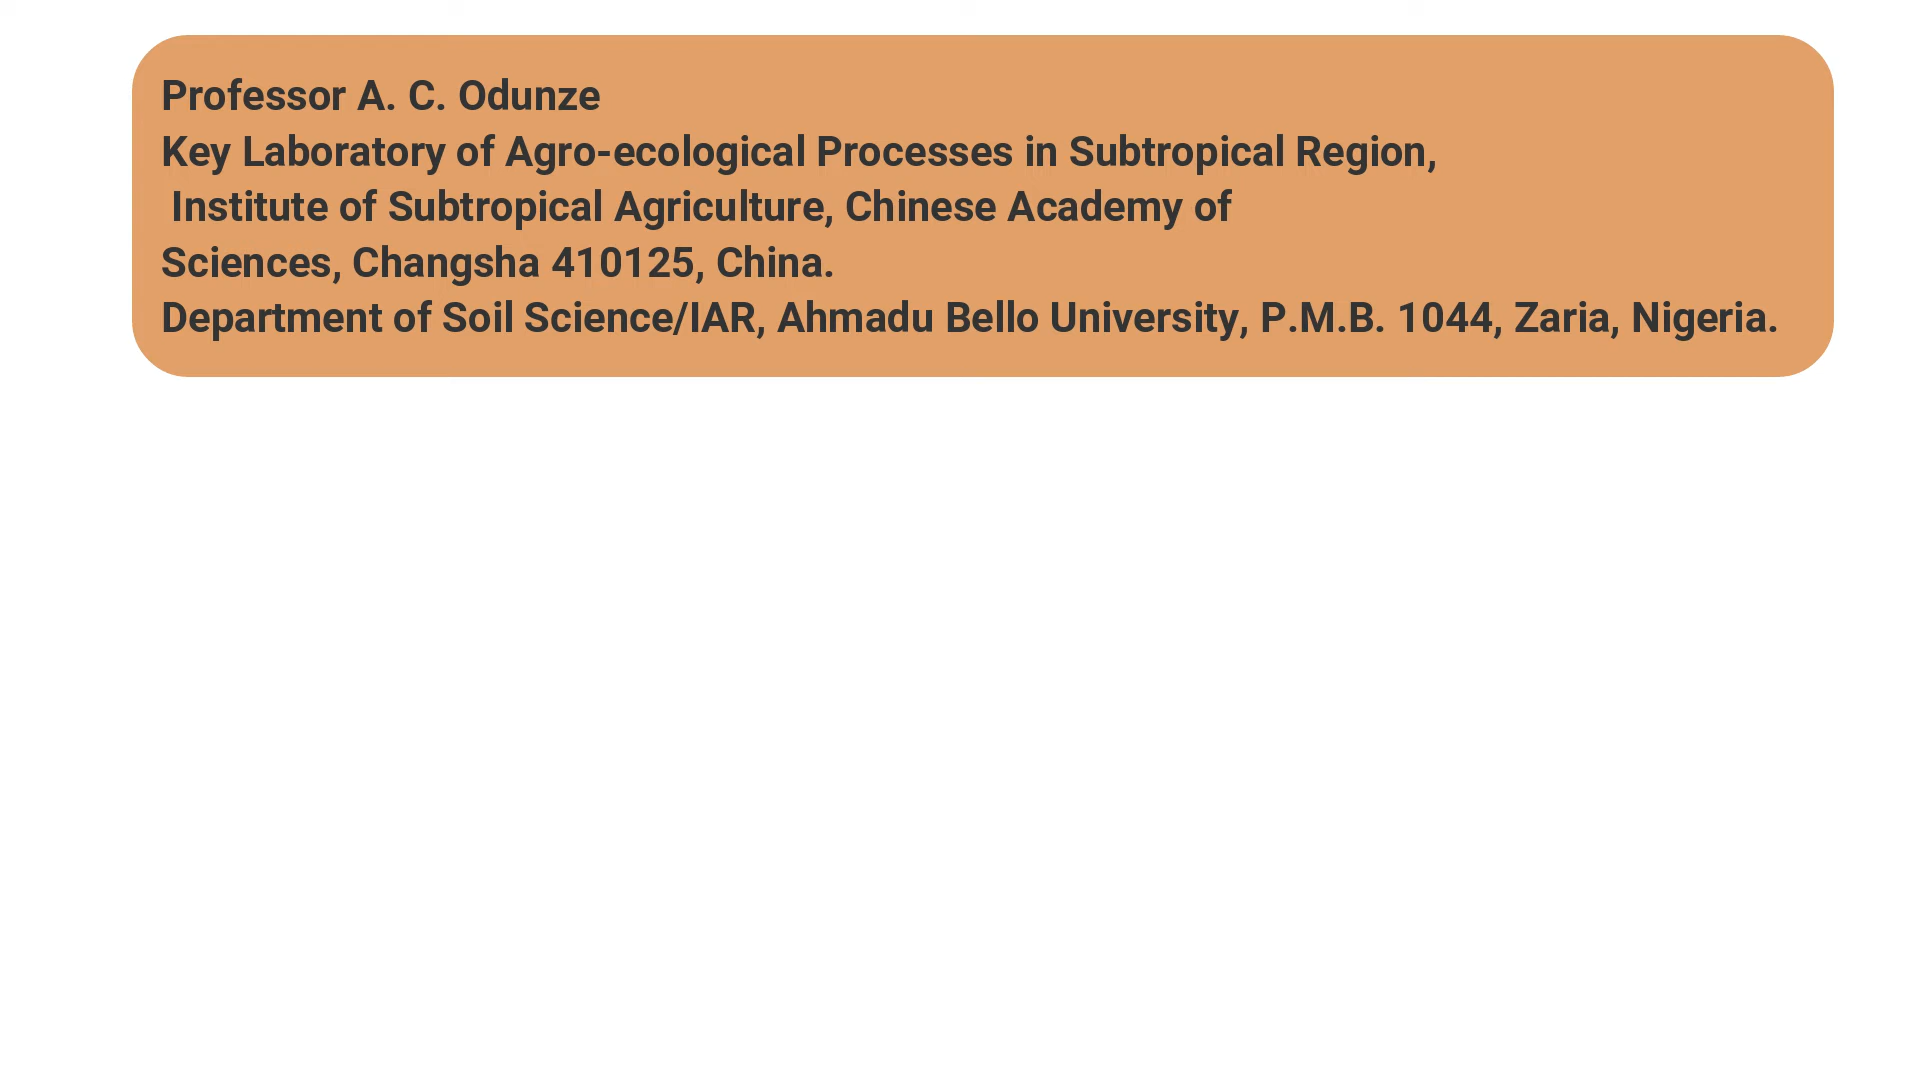 Professor A. C. Odunze
Key Laboratory of Agro-ecological Processes in Subtropical Region,
Institute of Subtropical Agriculture, Chinese Academy of
Sciences, Changsha 410125, China.
Department of Soil Science/IAR, Ahmadu Bello University, P.M.B. 1044, Zaria, Nigeria.